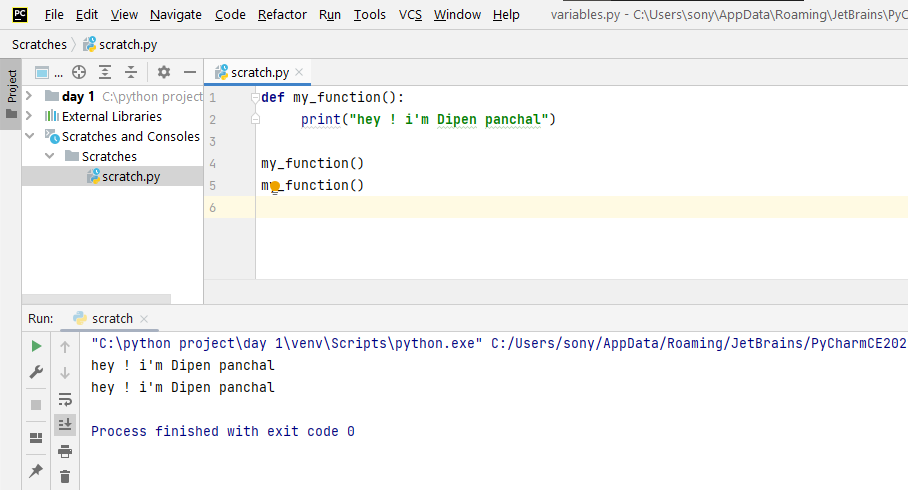 PC File Edit View Navigate Code Refactor Run Tools VCS Window Help variables.py - C:\Users\sony\AppData\Roaming\JetBrains\PyC
Scratches scratch.py
Project
...
scratch.py
day 1 C:\python project
External Libraries
Scratches and Consoles
Scratches
scratch.py
1 def my_function():
2 print("hey ! i'm Dipen panchal")
3
4 my_function()
5 my_function()
6
Run: scratch
"C:\python project\day 1\venv\Scripts\python.exe" C:/Users/sony/AppData/Roaming/JetBrains/PyCharmCE202
hey ! i'm Dipen panchal
hey ! i'm Dipen panchal
Process finished with exit code 0